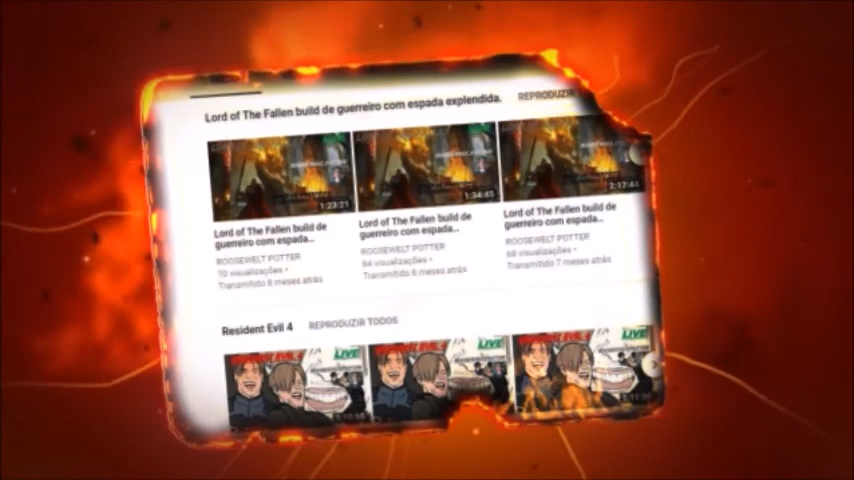 Lord of The Fallen build de guerreiro com espada explendida. REPRODUZIR
1:23:21
1:34:45
2:17:44
Lord of The Fallen build de
guerreiro com espada...
ROOSEWELT POTTER
70 visualizações •
Transmitido 8 meses atrás
Lord of The Fallen build de
guerreiro com espada...
ROOSEWELT POTTER
64 visualizações •
Transmitido 8 meses atrás
Lord of The Fallen build de
guerreiro com espada...
ROOSEWELT POTTER
68 visualizações •
Transmitido 7 meses atrás
Resident Evil 4 REPRODUZIR TODOS
LIVE
LIVE
LIVE